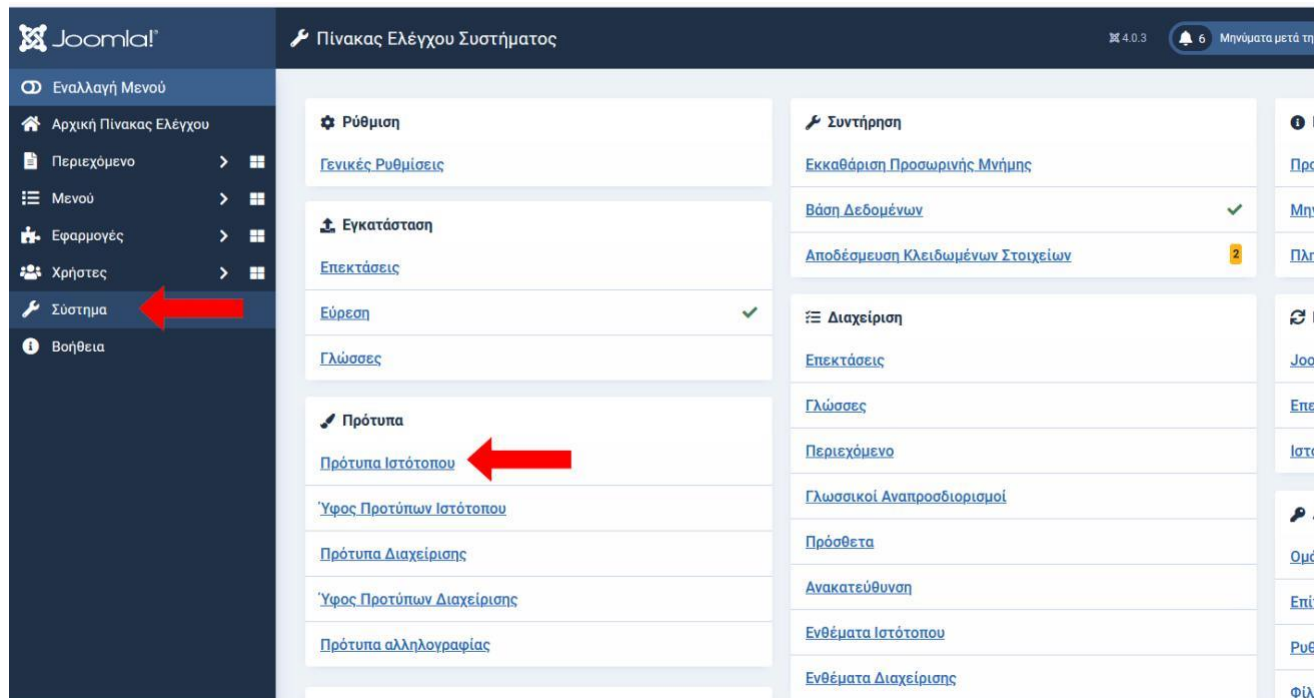 Joomla!
Πίνακας Ελέγχου Συστήματος
4.0.3
6 Μηνύματα μετά τη
Εναλλαγή Μενού
Αρχική Πίνακας Ελέγχου
Περιεχόμενο
Μενού
Εφαρμογές
Χρήστες
Σύστημα
Βοήθεια
Ρύθμιση
Γενικές Ρυθμίσεις
Εγκατάσταση
Επεκτάσεις
Εύρεση
Γλώσσες
Πρότυπα
Πρότυπα Ιστότοπου
Ύφος Προτύπων Ιστότοπου
Πρότυπα Διαχείρισης
Ύφος Προτύπων Διαχείρισης
Πρότυπα αλληλογραφίας
Συντήρηση
Εκκαθάριση Προσωρινής Μνήμης
Βάση Δεδομένων
Αποδέσμευση Κλειδωμένων Στοιχείων 2
Διαχείριση
Επεκτάσεις
Γλώσσες
Περιεχόμενο
Γλωσσικοί Αναπροσδιορισμοί
Πρόσθετα
Ανακατεύθυνση
Ενθέματα Ιστότοπου
Ενθέματα Διαχείρισης